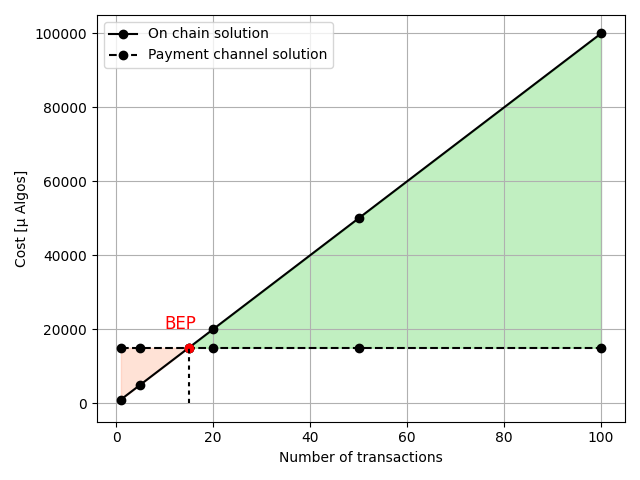 On chain solution
Payment channel solution
100000
80000
60000
40000
20000
0
Cost [µ Algos]
BEP
0 20 40 60 80 100
Number of transactions